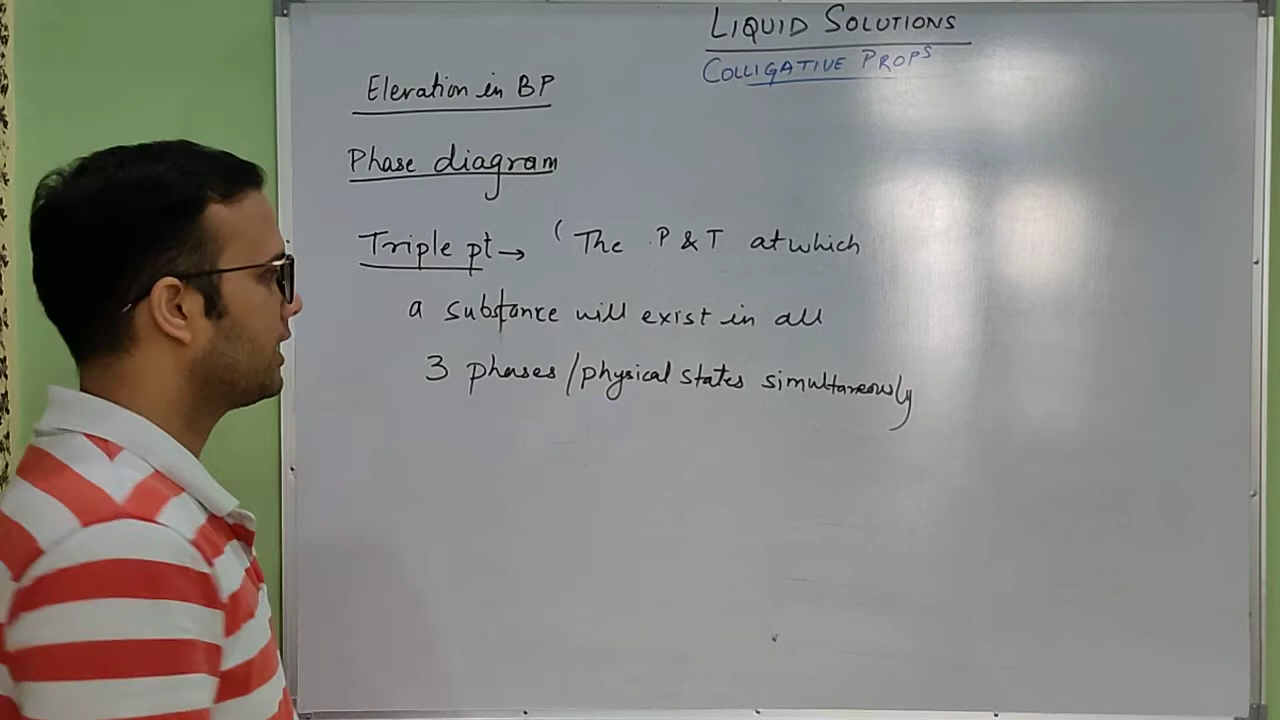 LIQUID SOLUTIONS
COLLIGATIVE PROPS
Elevation in BP
Phase diagram
Triple pt → (The P & T at which
a substance will exist in all
3 phases/physical states simultaneously